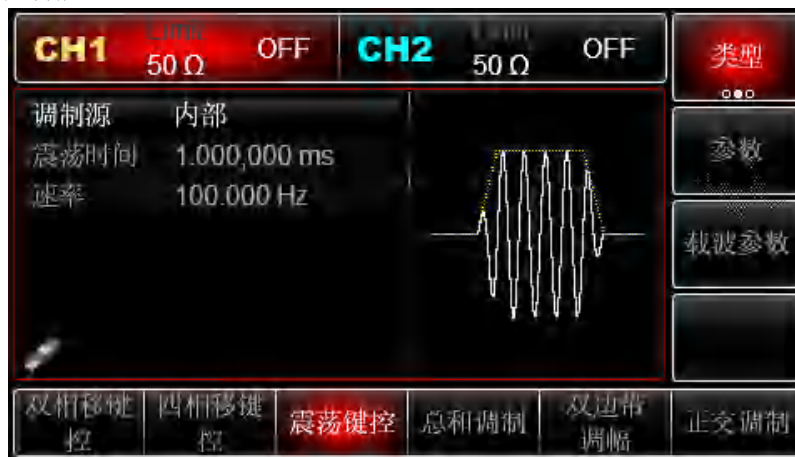 CH1 Limit 50 Ω OFF CH2 Limit 50 Ω OFF
类型
调制源 内部
震荡时间 1.000,000 ms
速率 100.000 Hz
参数
载波参数
双相移键控 四相移键控 震荡键控 总和调制 双边带调幅 正交调制